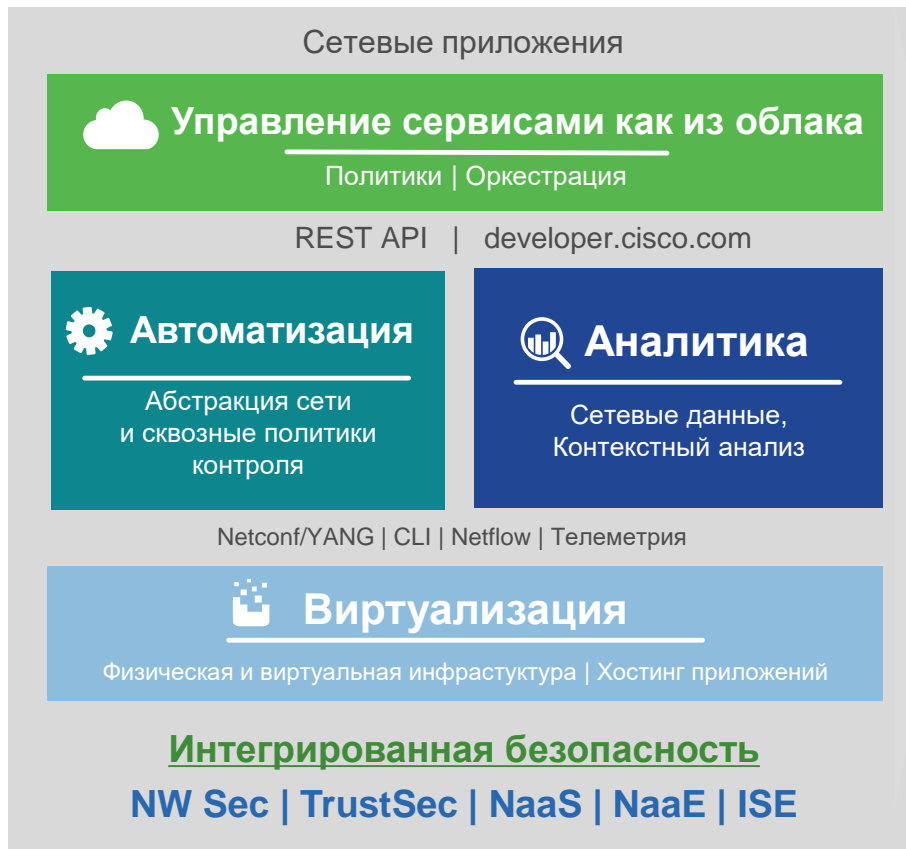 Сетевые приложения
Управление сервисами как из облака
Политики | Оркестрация
REST API | developer.cisco.com
Автоматизация
Абстракция сети
и сквозные политики
контроля
Аналитика
Сетевые данные,
Контекстный анализ
Netconf/YANG | CLI | Netflow | Телеметрия
Виртуализация
Физическая и виртуальная инфрастуктура | Хостинг приложений
Интегрированная безопасность
NW Sec | TrustSec | NaaS | NaaE | ISE